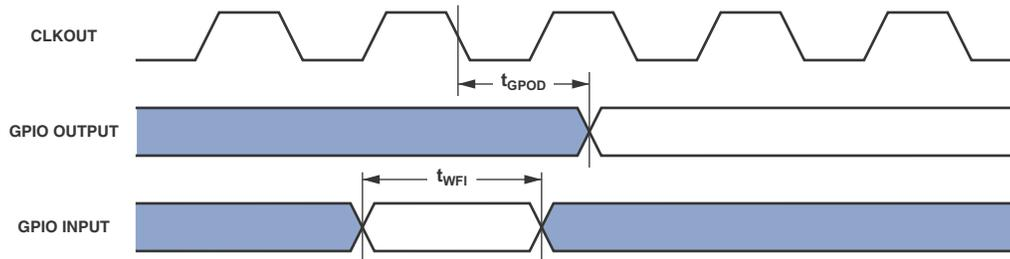 CLKOUT
tGPOD
GPIO OUTPUT
tWFI
GPIO INPUT